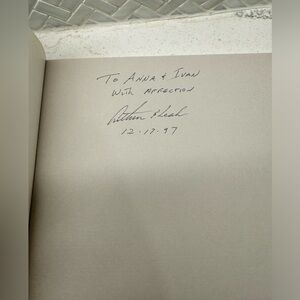 To ANNA & IVAN
With AFFECTION
12.17.97